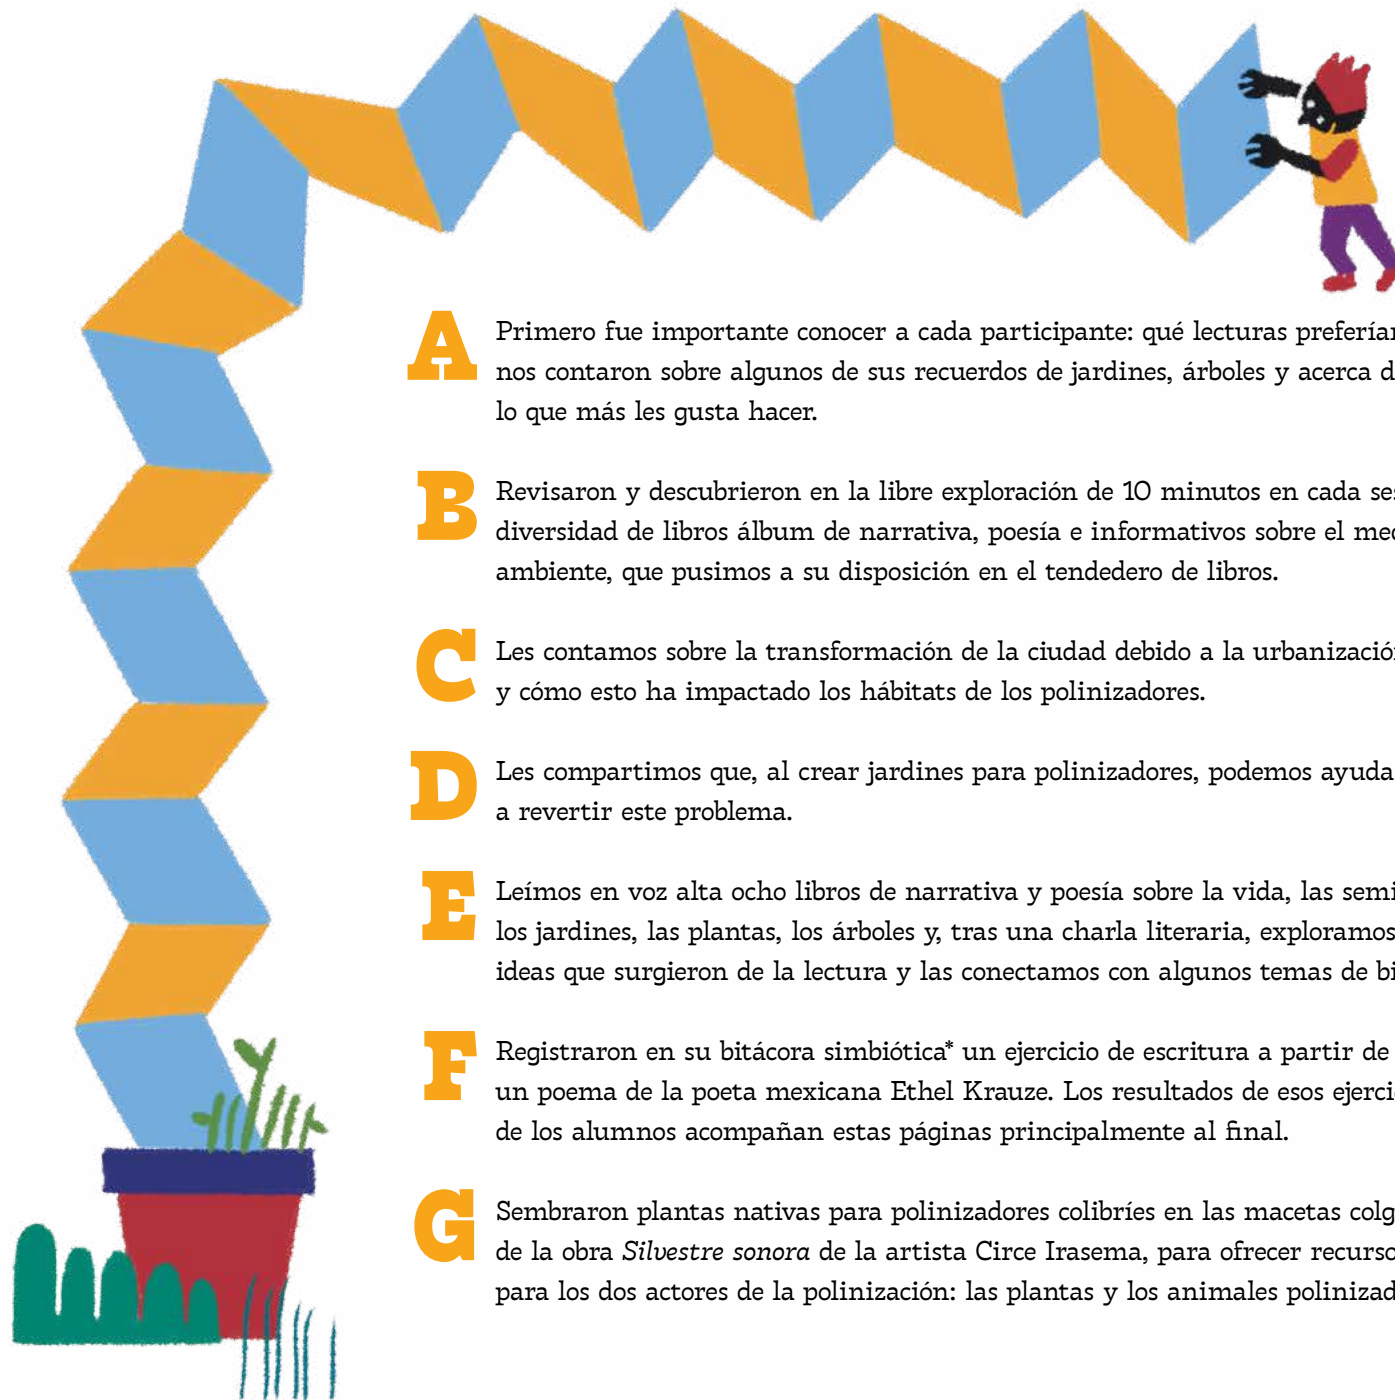 A Primero fue importante conocer a cada participante: qué lecturas preferían
nos contaron sobre algunos de sus recuerdos de jardines, árboles y acerca d
lo que más les gusta hacer.
B Revisaron y descubrieron en la libre exploración de 10 minutos en cada ses
diversidad de libros álbum de narrativa, poesía e informativos sobre el med
ambiente, que pusimos a su disposición en el tendedero de libros.
C Les contamos sobre la transformación de la ciudad debido a la urbanización
y cómo esto ha impactado los hábitats de los polinizadores.
D Les compartimos que, al crear jardines para polinizadores, podemos ayuda
a revertir este problema.
E Leímos en voz alta ocho libros de narrativa y poesía sobre la vida, las semi
los jardines, las plantas, los árboles y, tras una charla literaria, exploramos
ideas que surgieron de la lectura y las conectamos con algunos temas de bi
F Registraron en su bitácora simbiótica* un ejercicio de escritura a partir de
un poema de la poeta mexicana Ethel Krauze. Los resultados de esos ejerci
de los alumnos acompañan estas páginas principalmente al final.
G Sembraron plantas nativas para polinizadores colibríes en las macetas colg
de la obra Silvestre sonora de la artista Circe Irasema, para ofrecer recurso
para los dos actores de la polinización: las plantas y los animales polinizad